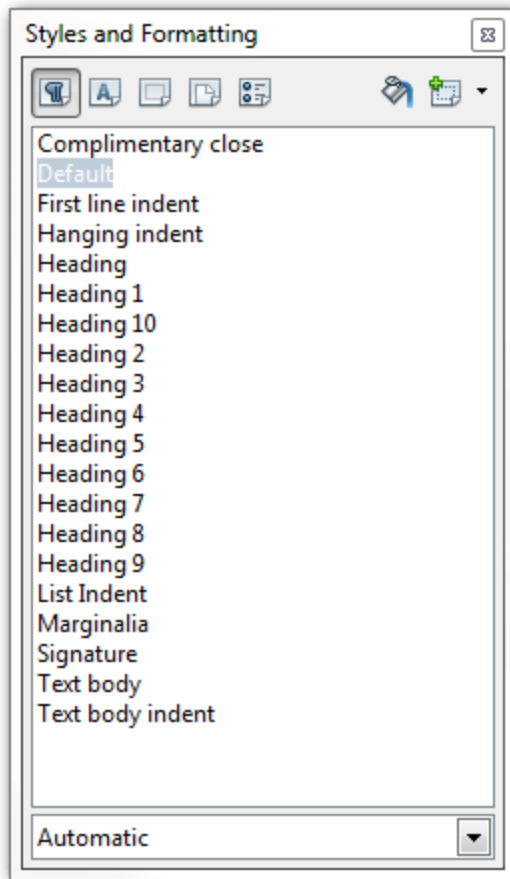 Styles and Formatting
Complimentary close
Default
First line indent
Hanging indent
Heading
Heading 1
Heading 10
Heading 2
Heading 3
Heading 4
Heading 5
Heading 6
Heading 7
Heading 8
Heading 9
List Indent
Marginalia
Signature
Text body
Text body indent
Automatic